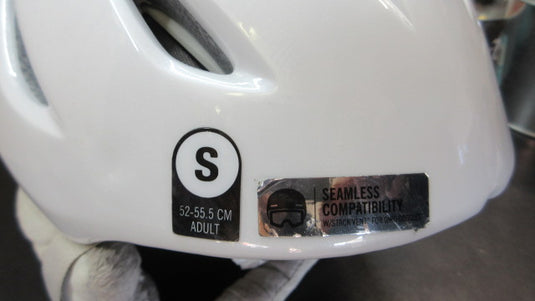 S
52-55.5 CM
ADULT
SEAMLESS
COMPATIBILITY